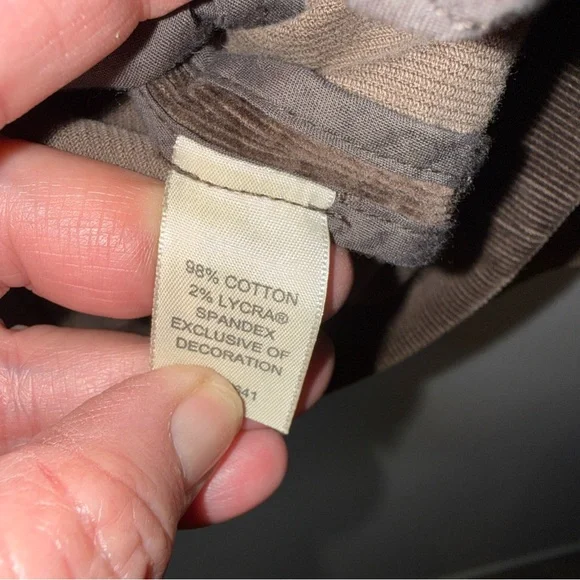 98% COTTON
2% LYCRA®
SPANDEX
EXCLUSIVE OF
DECORATION